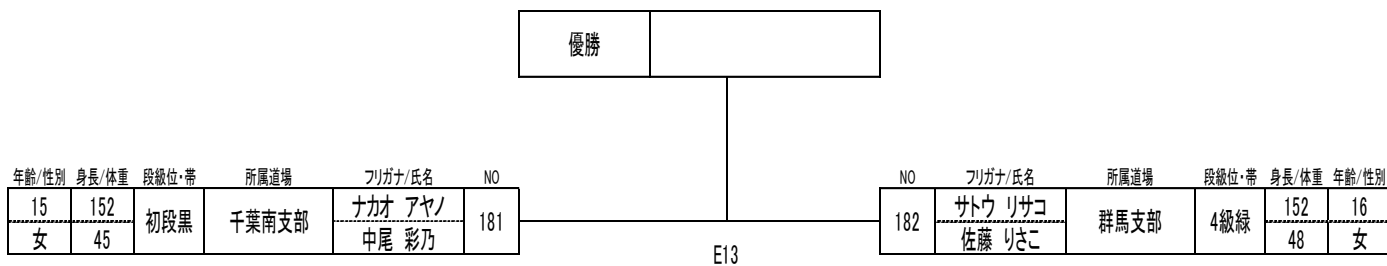 優勝
年齢/性別 身長/体重 段級位・帯 所属道場 フリガナ/氏名 NO
15 152 初段黒 千葉南支部 ナカオ アヤノ 181
女 45 中尾 彩乃
NO フリガナ/氏名 所属道場 段級位・帯 身長/体重 年齢/性別
182 サトウ リサコ 群馬支部 4級緑 152 16
佐藤 りさこ 48 女
E13